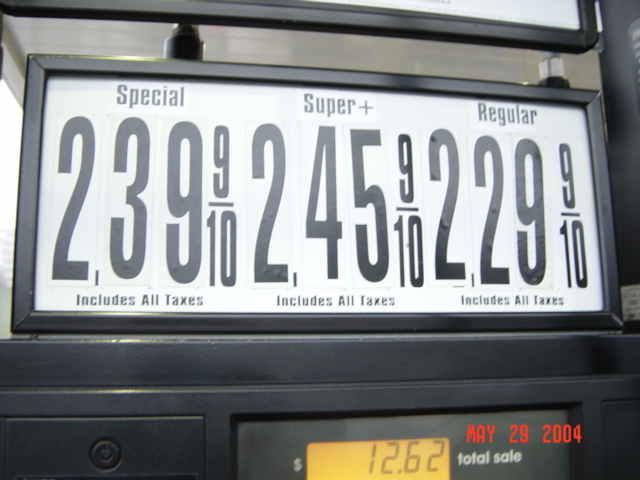 Special Super+ Regular
2,39 9/10 2,45 9/10 2,29 9/10
Includes All Taxes Includes All Taxes Includes All Taxes
MAY 29 2004
$ 12.62 total sale